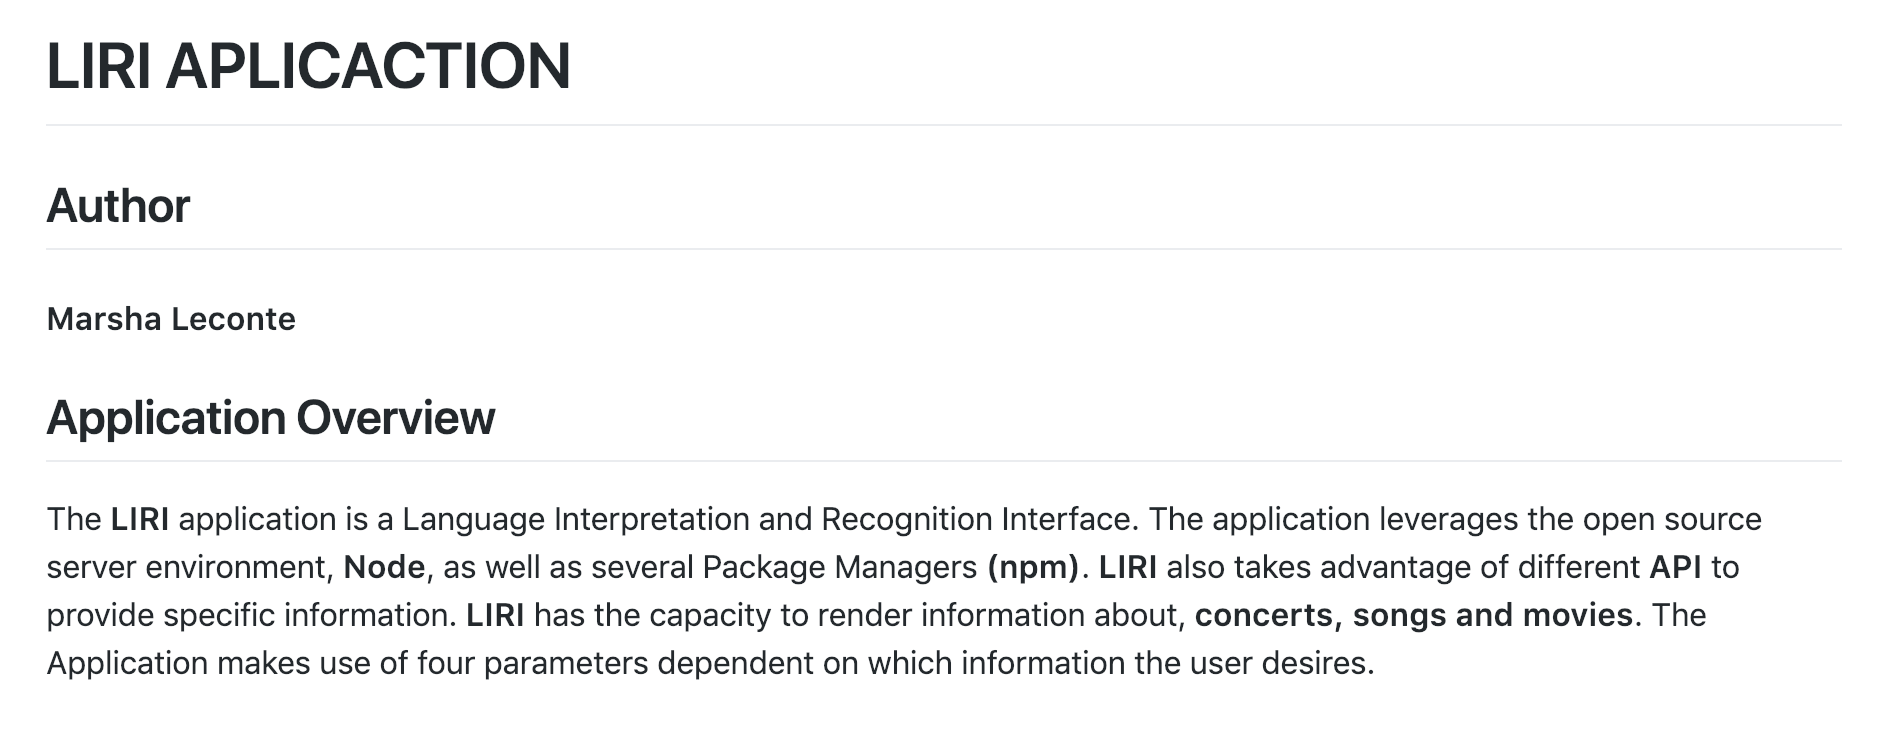 LIRI APLICACTION
Author
Marsha Leconte
Application Overview
The LIRI application is a Language Interpretation and Recognition Interface. The application leverages the open source
server environment, Node, as well as several Package Managers (npm). LIRI also takes advantage of different API to
provide specific information. LIRI has the capacity to render information about, concerts, songs and movies. The
Application makes use of four parameters dependent on which information the user desires.